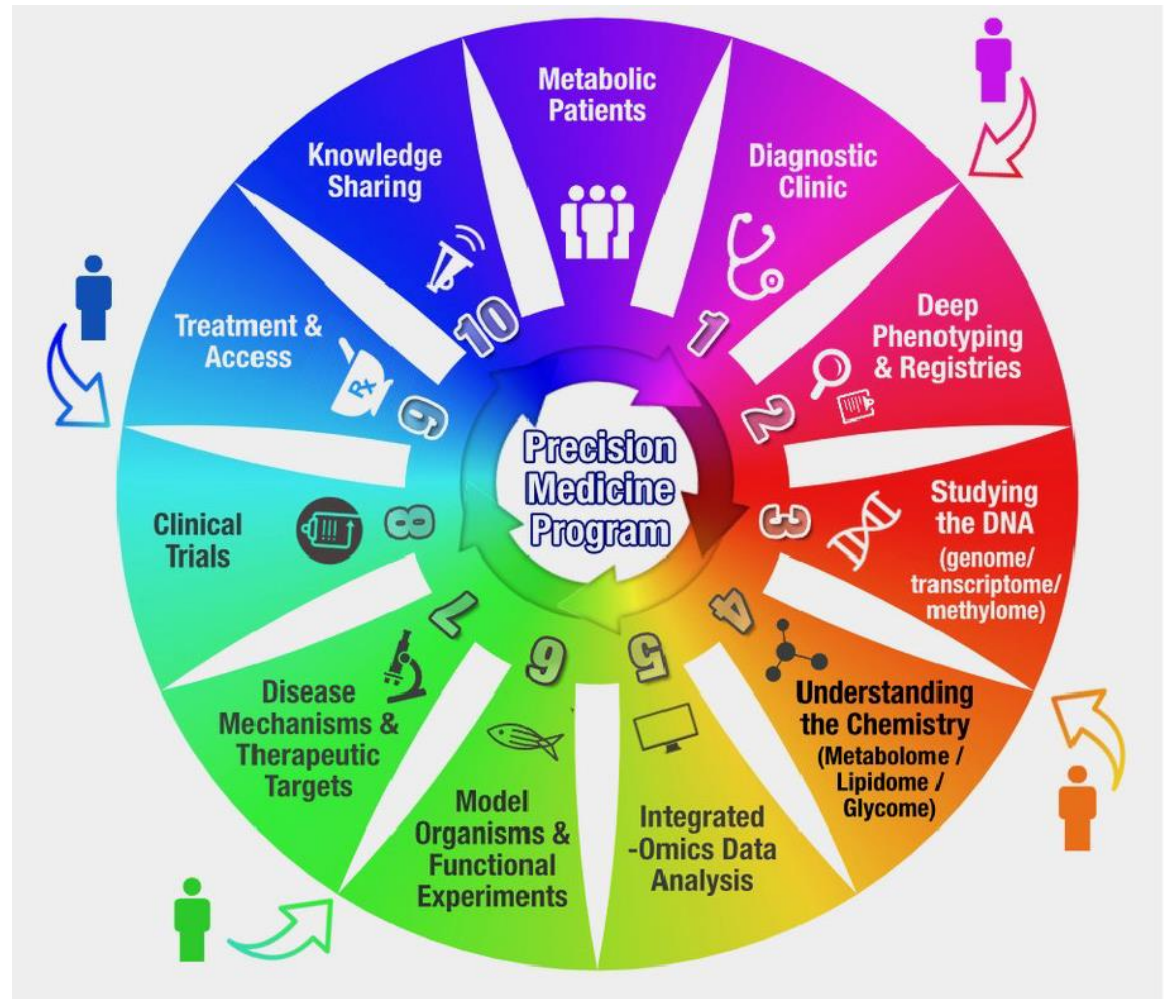 Metabolic
Patients
Diagnostic
Clinic
1
Deep
Phenotyping
& Registries
2
Studying
the DNA
(genome/
transcriptome/
methylome)
3
Understanding
the Chemistry
(Metabolome /
Lipidome /
Glycome)
4
Integrated
-Omics Data
Analysis
5
Model
Organisms &
Functional
Experiments
6
Disease
Mechanisms &
Therapeutic
Targets
7
Clinical
Trials
8
Treatment &
Access
Rx
9
Knowledge
Sharing
10
Precision
Medicine
Program